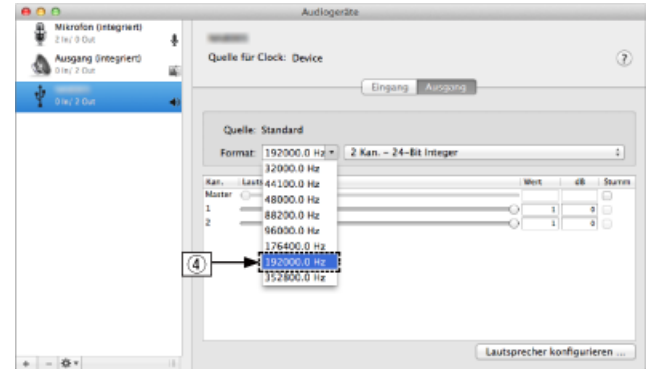 Audiogeräte
Mikrofon (integriert)
2 In/ 0 Out
Ausgang (integriert)
0 In/ 2 Out
0 In/ 2 Out
Quelle für Clock: Device
?
Eingang Ausgang
Quelle: Standard
Format: 192000.0 Hz 2 Kan. – 24-Bit Integer
32000.0 Hz
44100.0 Hz
48000.0 Hz
88200.0 Hz
96000.0 Hz
176400.0 Hz
④ 192000.0 Hz
352800.0 Hz
Kan. Wert dB Stumm
Master
1 1 0
2 1 0
Lautsprecher konfigurieren ...
+ -